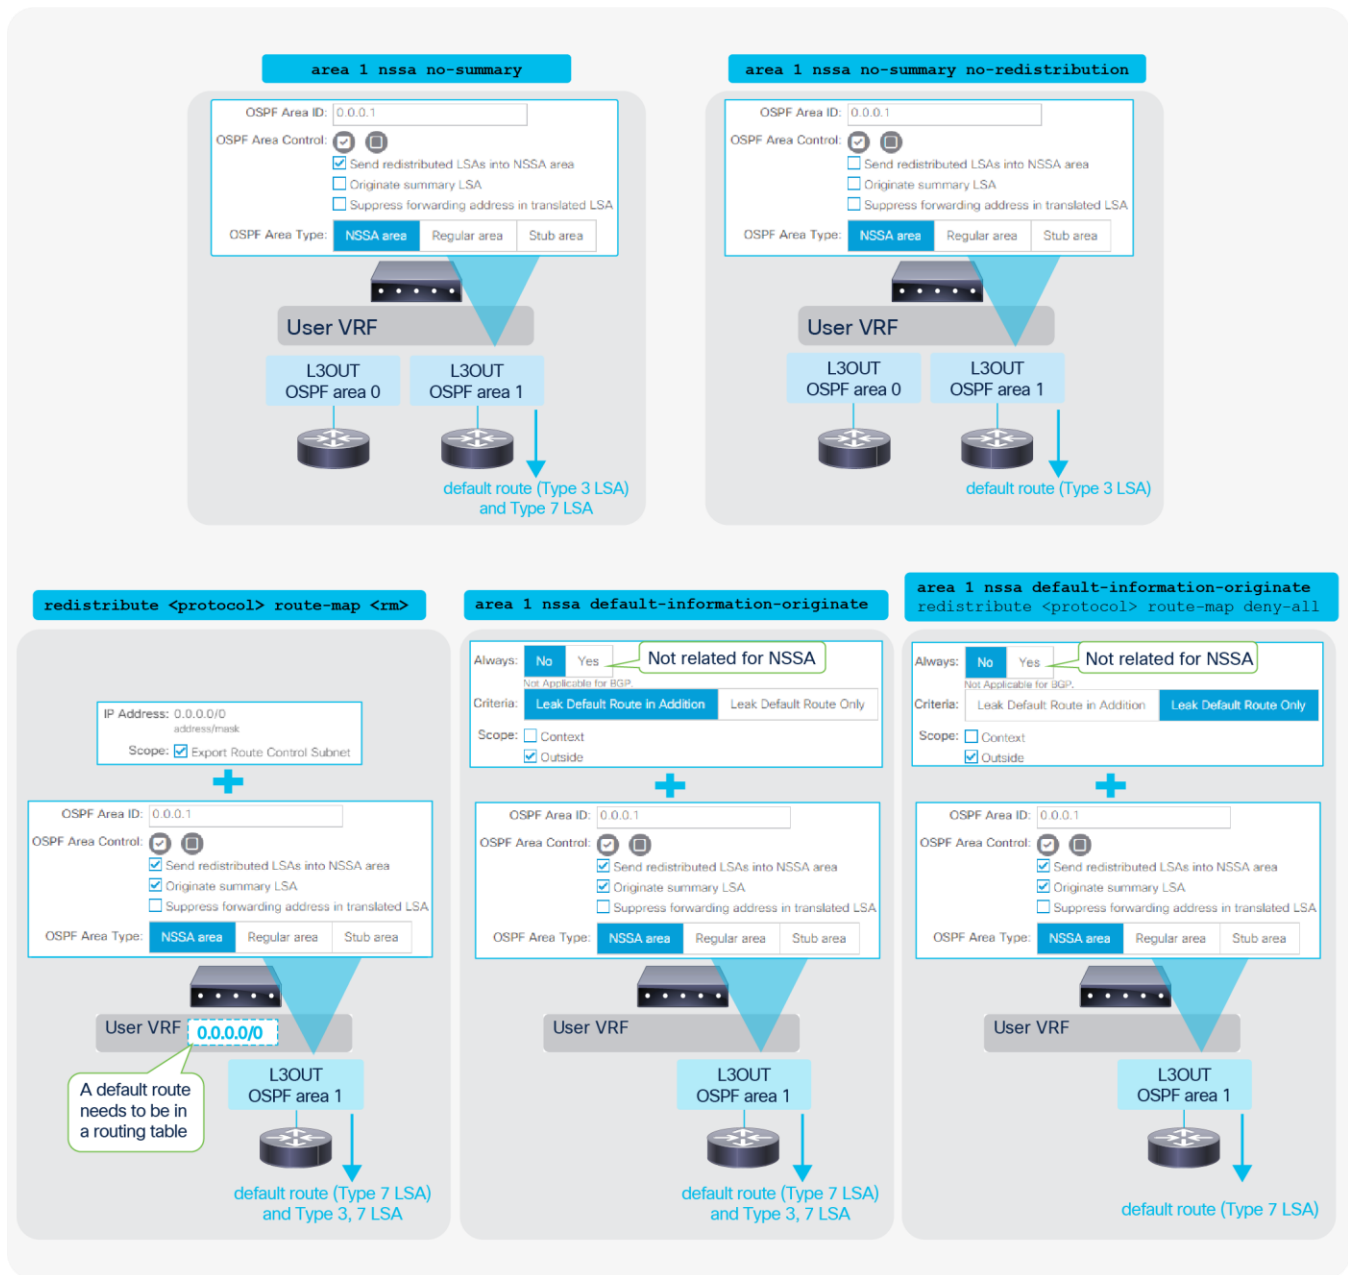 area 1 nssa no-summary
OSPF Area ID: 0.0.0.1
OSPF Area Control:
Send redistributed LSAs into NSSA area
Originate summary LSA
Suppress forwarding address in translated LSA
OSPF Area Type: NSSA area Regular area Stub area
User VRF
L3OUT
OSPF area 0
L3OUT
OSPF area 1
default route (Type 3 LSA)
and Type 7 LSA
area 1 nssa no-summary no-redistribution
OSPF Area ID: 0.0.0.1
OSPF Area Control:
Send redistributed LSAs into NSSA area
Originate summary LSA
Suppress forwarding address in translated LSA
OSPF Area Type: NSSA area Regular area Stub area
User VRF
L3OUT
OSPF area 0
L3OUT
OSPF area 1
default route (Type 3 LSA)
redistribute <protocol> route-map <rm>
IP Address: 0.0.0.0/0
address/mask
Scope: Export Route Control Subnet
OSPF Area ID: 0.0.0.1
OSPF Area Control:
Send redistributed LSAs into NSSA area
Originate summary LSA
Suppress forwarding address in translated LSA
OSPF Area Type: NSSA area Regular area Stub area
User VRF 0.0.0.0/0
A default route
needs to be in
a routing table
L3OUT
OSPF area 1
default route (Type 7 LSA)
and Type 3, 7 LSA
area 1 nssa default-information-originate
Always: No Yes
Not related for NSSA
Not Applicable for BGP.
Criteria: Leak Default Route in Addition Leak Default Route Only
Scope: Context
Outside
OSPF Area ID: 0.0.0.1
OSPF Area Control:
Send redistributed LSAs into NSSA area
Originate summary LSA
Suppress forwarding address in translated LSA
OSPF Area Type: NSSA area Regular area Stub area
User VRF
L3OUT
OSPF area 1
default route (Type 7 LSA)
and Type 3, 7 LSA
area 1 nssa default-information-originate
redistribute <protocol> route-map deny-all
Always: No Yes
Not related for NSSA
Not Applicable for BGP.
Criteria: Leak Default Route in Addition Leak Default Route Only
Scope: Context
Outside
OSPF Area ID: 0.0.0.1
OSPF Area Control:
Send redistributed LSAs into NSSA area
Originate summary LSA
Suppress forwarding address in translated LSA
OSPF Area Type: NSSA area Regular area Stub area
User VRF
L3OUT
OSPF area 1
default route (Type 7 LSA)